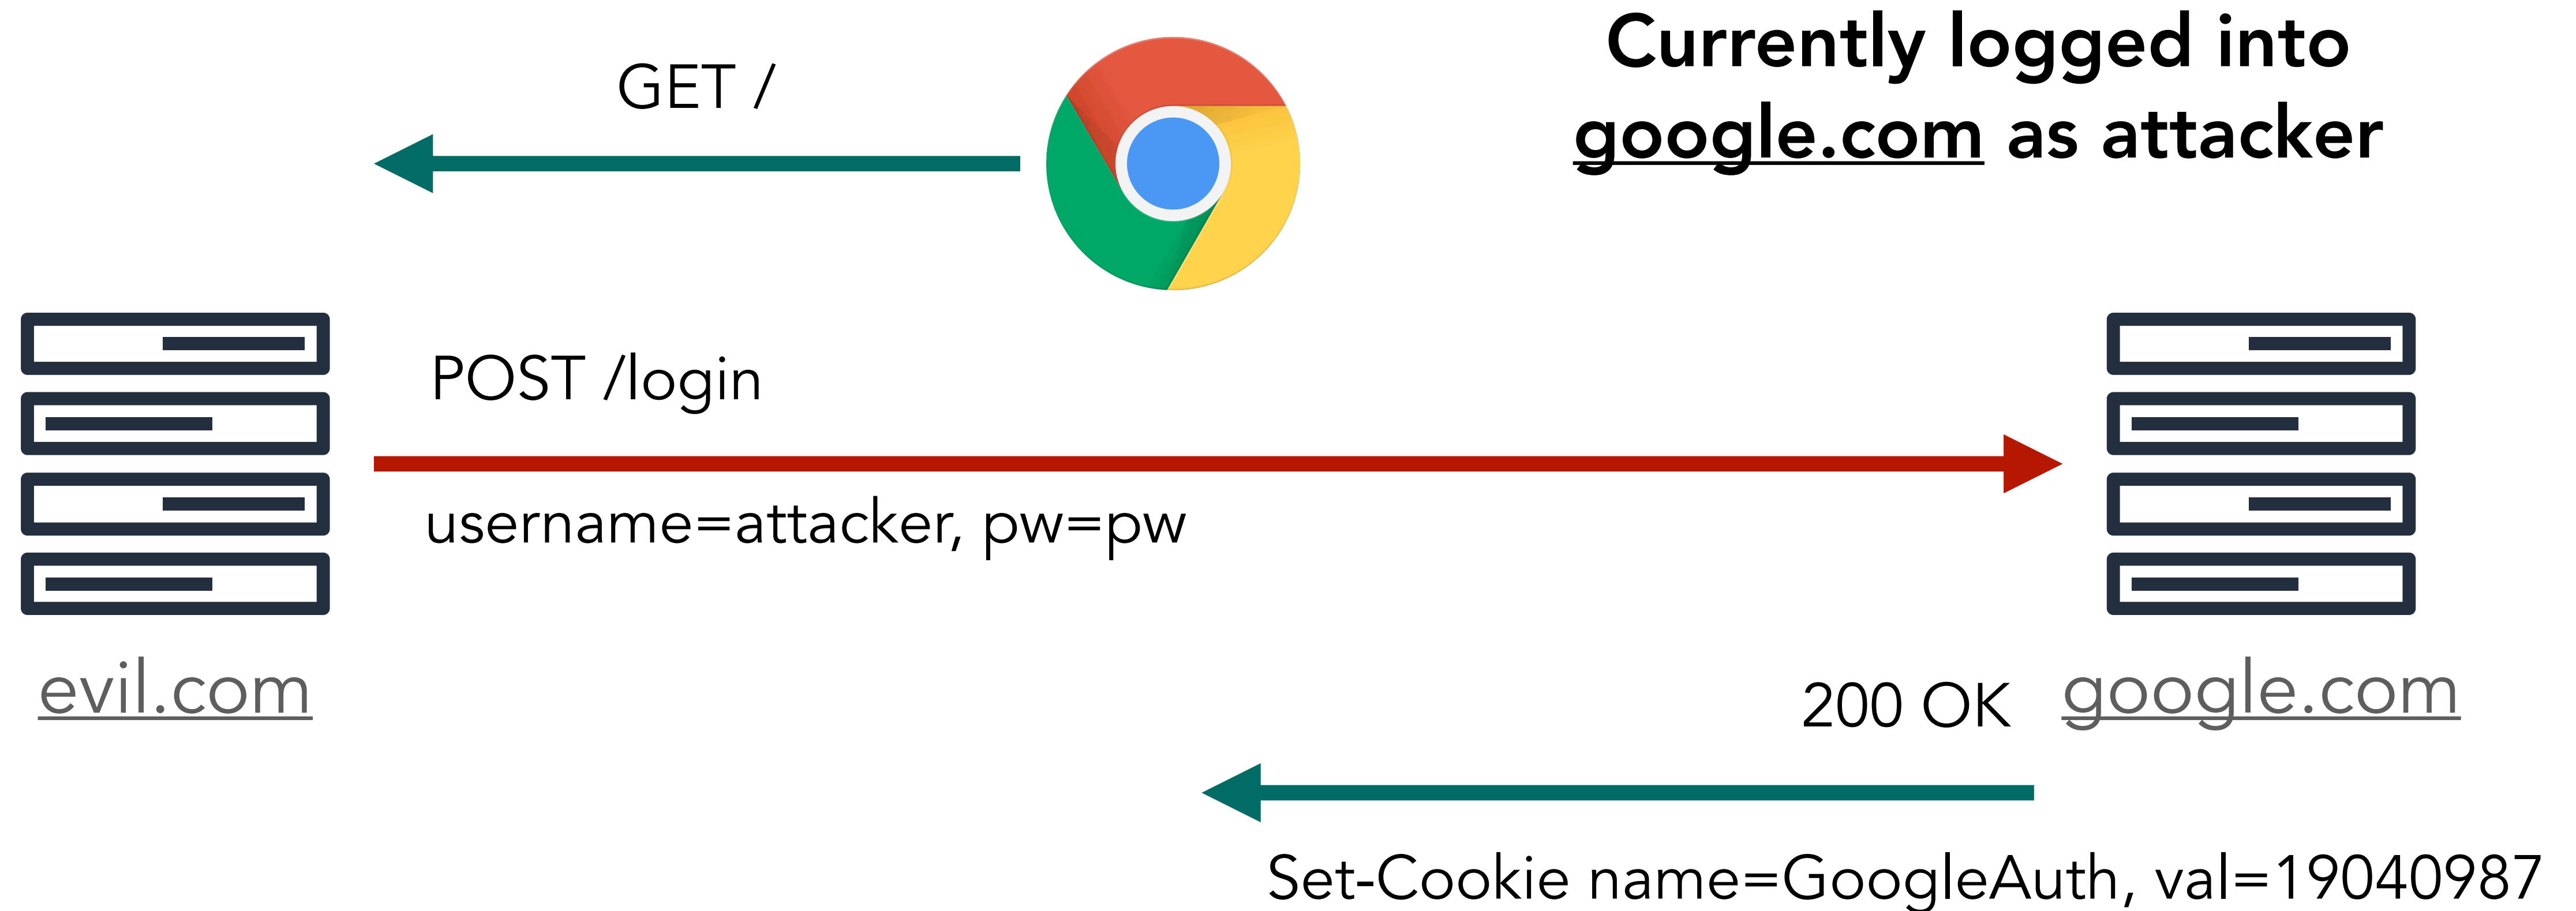 Currently logged into
google.com as attacker
GET /
POST /login
username=attacker, pw=pw
evil.com
google.com
200 OK
Set-Cookie name=GoogleAuth, val=19040987